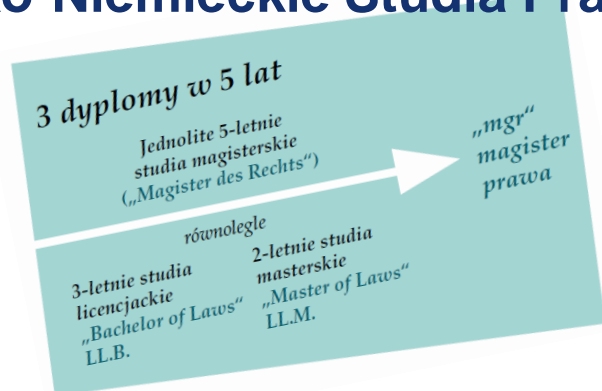 Niemieckie Studia
3 dyplomy w 5 lat
Jednolite 5-letnie
studia magisterskie
(„Magister des Rechts“)
„mgr“
magister
prawa
równolegle
3-letnie studia
licencjackie
„Bachelor of Laws“
LL.B.
2-letnie studia
masterskie
„Master of Laws“
LL.M.